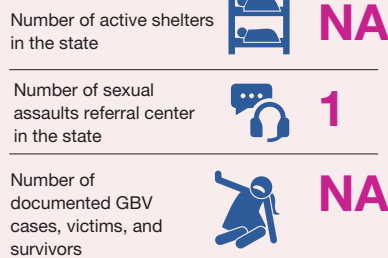 Number of active shelters
in the state
NA
Number of sexual
assaults referral center
in the state
1
Number of
documented GBV
cases, victims, and
survivors
NA